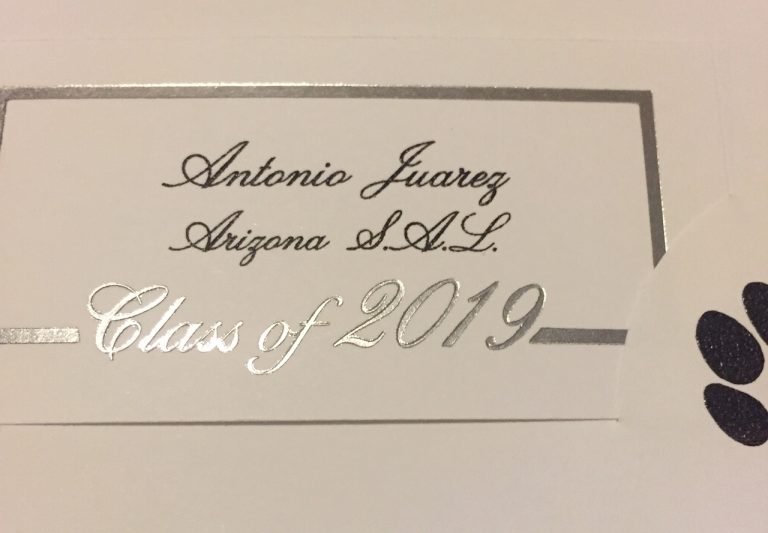 Antonio Juarez
Arizona S.A.L.
Class of 2019